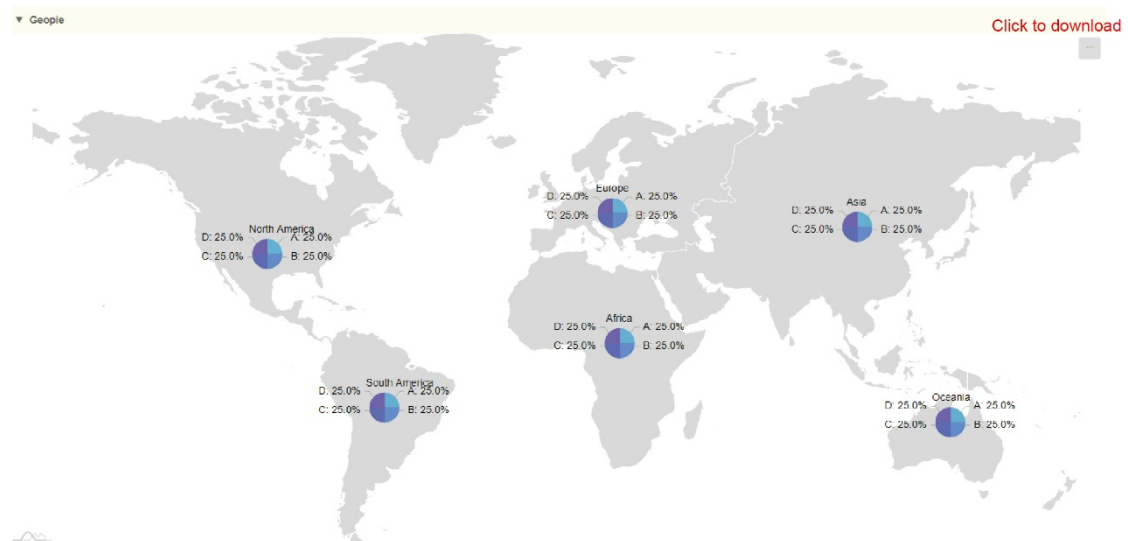 ▼ Geopie
Click to download
...
Europe
D: 25.0% A: 25.0%
C: 25.0% B: 25.0%
Asia
D: 25.0% A: 25.0%
C: 25.0% B: 25.0%
North America
D: 25.0% A: 25.0%
C: 25.0% B: 25.0%
Africa
D: 25.0% A: 25.0%
C: 25.0% B: 25.0%
South America
D: 25.0% A: 25.0%
C: 25.0% B: 25.0%
Oceania
D: 25.0% A: 25.0%
C: 25.0% B: 25.0%